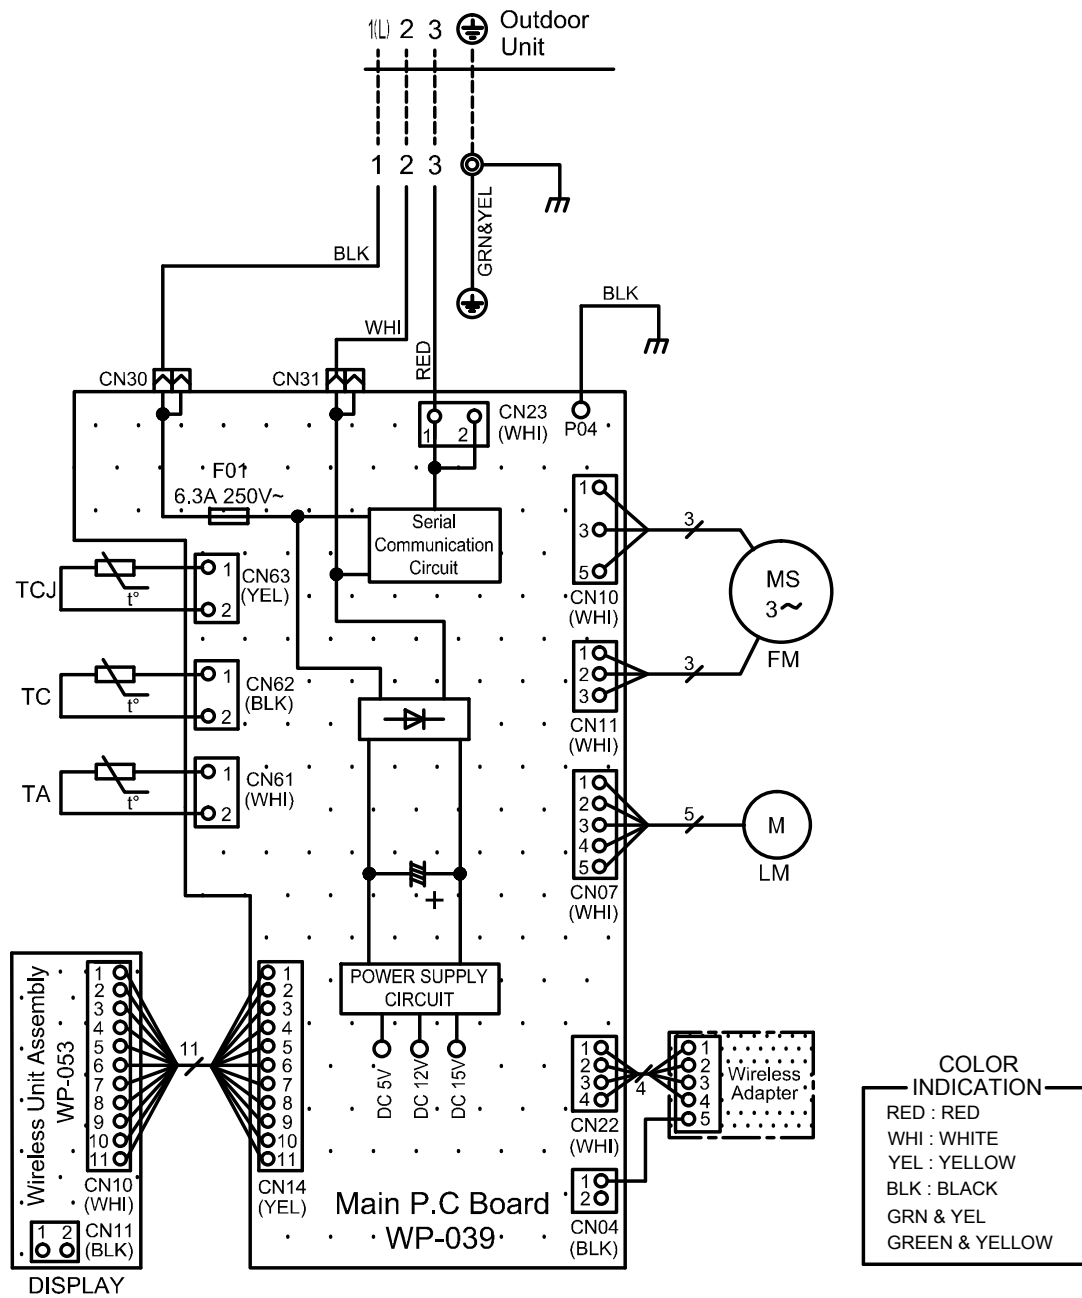 1(L) 2 3 Outdoor
Unit
1 2 3
GRN&YEL
BLK
WHI
RED
BLK
CN30
CN31
CN23
(WHI)
1 2
P04
F01
6.3A 250V~
Serial
Communication
Circuit
1
3
5
CN10
(WHI)
3
MS
3~
FM
TCJ
t°
1
2
CN63
(YEL)
1
2
3
CN11
(WHI)
3
TC
t°
1
2
CN62
(BLK)
TA
t°
1
2
CN61
(WHI)
1
2
3
4
5
CN07
(WHI)
5
M
LM
+
POWER SUPPLY
CIRCUIT
DC 5V
DC 12V
DC 15V
Wireless Unit Assembly
WP-053
1
2
3
4
5
6
7
8
9
10
11
CN10
(WHI)
1 2
CN11
(BLK)
DISPLAY
11
1
2
3
4
5
6
7
8
9
10
11
CN14
(YEL)
Main P.C Board
WP-039
1
2
3
4
CN22
(WHI)
4
1
2
3
4
5
Wireless
Adapter
1
2
CN04
(BLK)
COLOR
INDICATION
RED : RED
WHI : WHITE
YEL : YELLOW
BLK : BLACK
GRN & YEL
GREEN & YELLOW